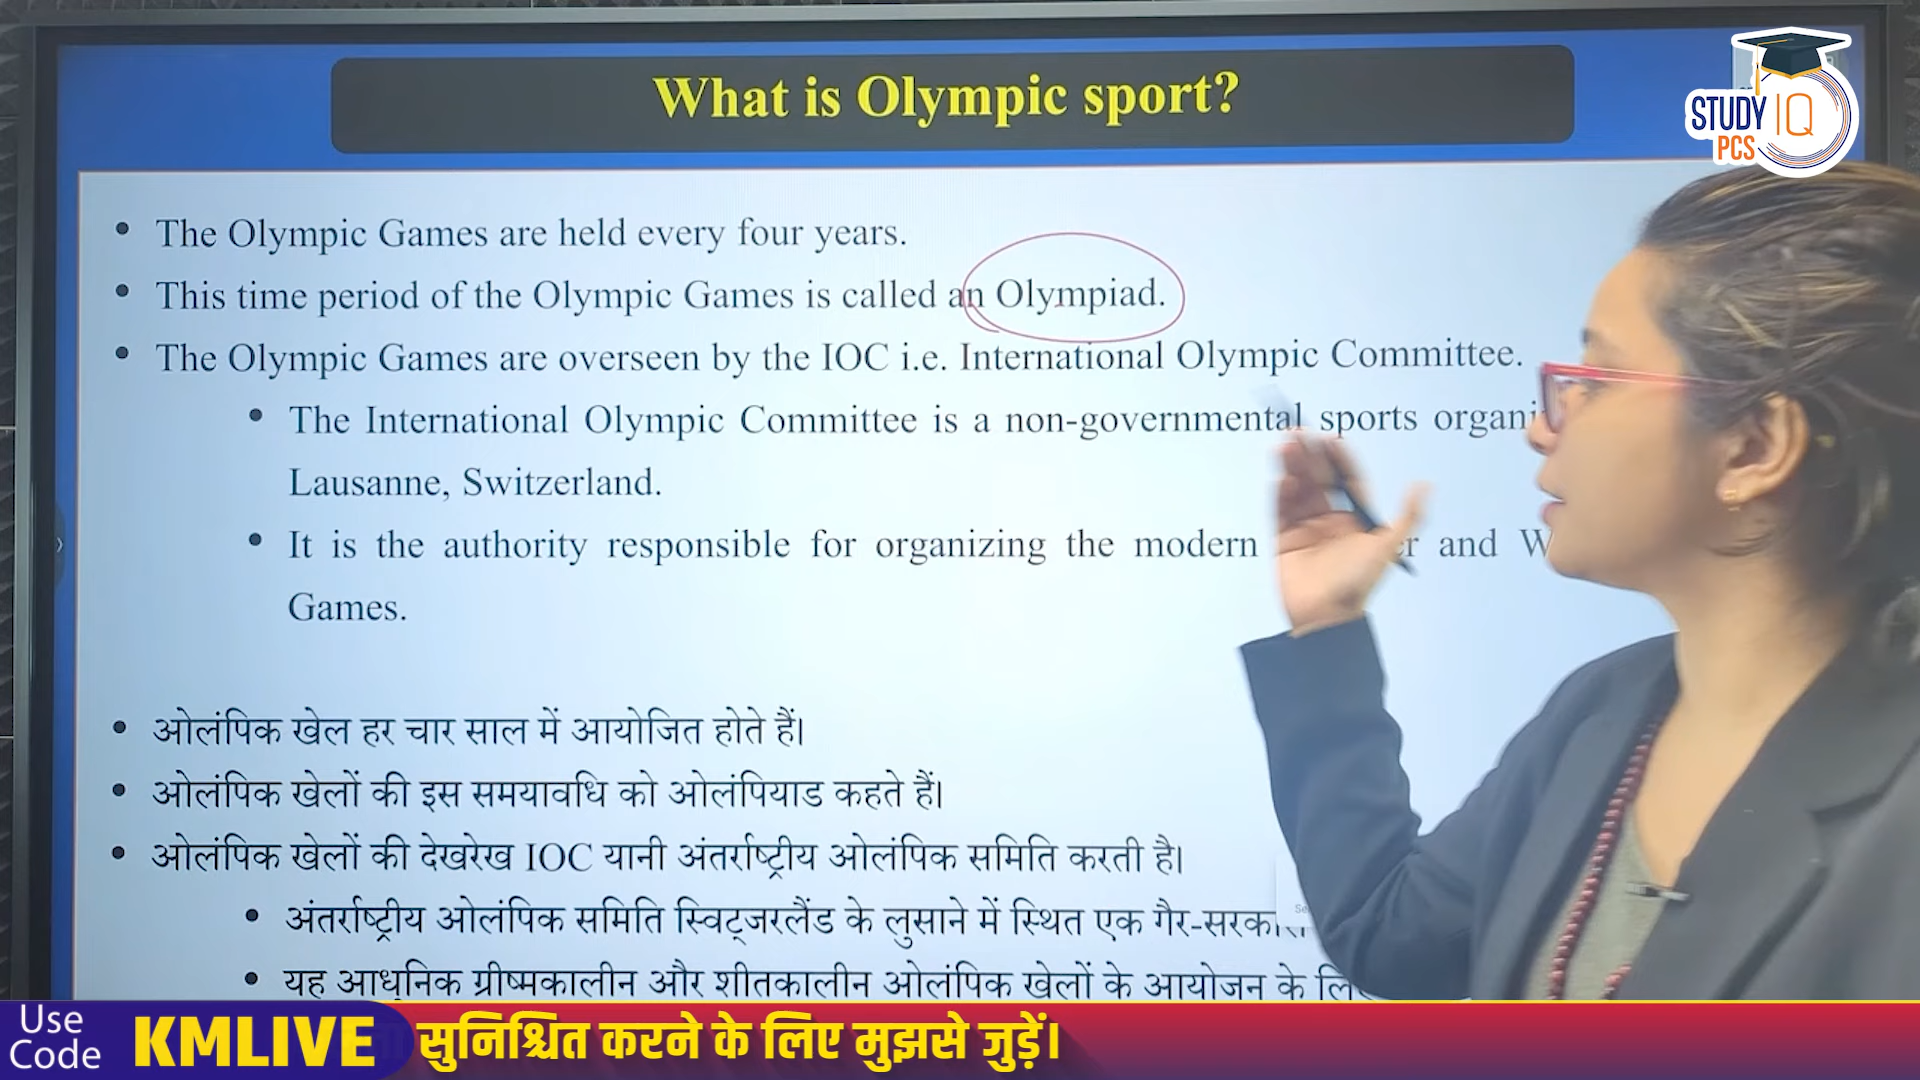 What is Olympic sport?
STUDY IQ
PCS
• The Olympic Games are held every four years.
• This time period of the Olympic Games is called an Olympiad.
• The Olympic Games are overseen by the IOC i.e. International Olympic Committee.
• The International Olympic Committee is a non-governmental sports
Lausanne, Switzerland.
• It is the authority responsible for organizing the modern and
Games.
• ओलंपिक खेल हर चार साल में आयोजित होते हैं।
• ओलंपिक खेलों की इस समयावधि को ओलंपियाड कहते हैं।
• ओलंपिक खेलों की देखरेख IOC यानी अंतर्राष्ट्रीय ओलंपिक समिति करती है।
• अंतर्राष्ट्रीय ओलंपिक समिति स्विट्जरलैंड के लुसाने में स्थित एक
• यह आधुनिक ग्रीष्मकालीन और शीतकालीन ओलंपिक खेलों के आयोजन के
Use
Code
KMLIVE
सुनिश्चित करने के लिए मुझसे जुड़ें।